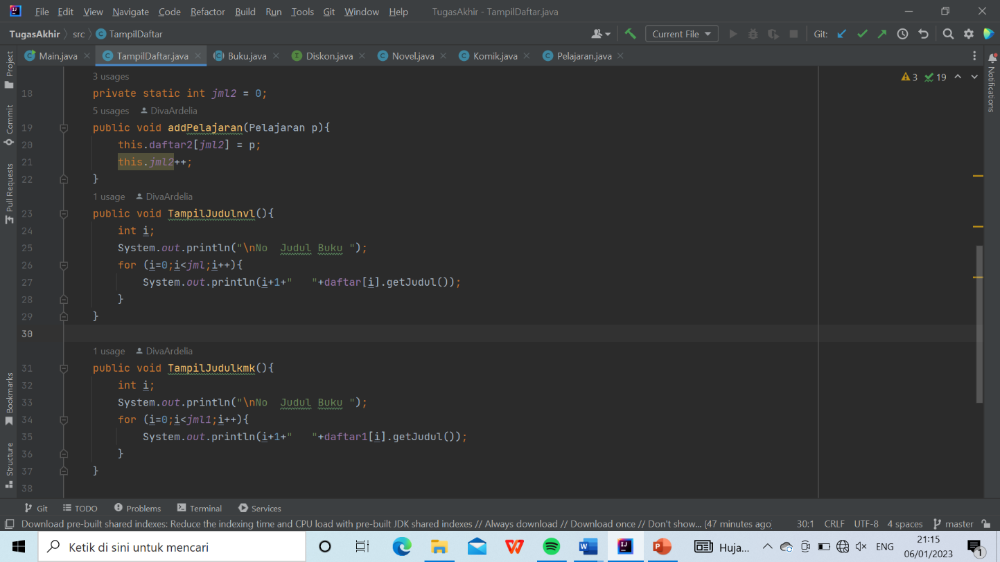 File Edit View Navigate Code Refactor Build Run Tools Git Window Help TugasAkhir - TampilDaftar.java
TugasAkhir src TampilDaftar Current File Git:
Main.java TampilDaftar.java Buku.java Diskon.java Novel.java Komik.java Pelajaran.java
Project
Commit
Pull Requests
Bookmarks
Structure
Notifications
3 19
3 usages
18 private static int jml2 = 0;
5 usages DivaArdelia
19 public void addPelajaran(Pelajaran p){
20 this.daftar2[jml2] = p;
21 this.jml2++;
22 }
1 usage DivaArdelia
23 public void TampilJudulnvl(){
24 int i;
25 System.out.println("\nNo  Judul Buku ");
26 for (i=0;i<jml;i++){
27 System.out.println(i+1+"   "+daftar[i].getJudul());
28 }
29 }
30
1 usage DivaArdelia
31 public void TampilJudulkmk(){
32 int i;
33 System.out.println("\nNo  Judul Buku ");
34 for (i=0;i<jml1;i++){
35 System.out.println(i+1+"   "+daftar1[i].getJudul());
36 }
37 }
38
Git TODO Problems Terminal Services
Download pre-built shared indexes: Reduce the indexing time and CPU load with pre-built JDK shared indexes // Always download // Download once // Don't show... (47 minutes ago) 30:1 CRLF UTF-8 4 spaces master
Ketik di sini untuk mencari Huja... ENG 21:15
06/01/2023 1